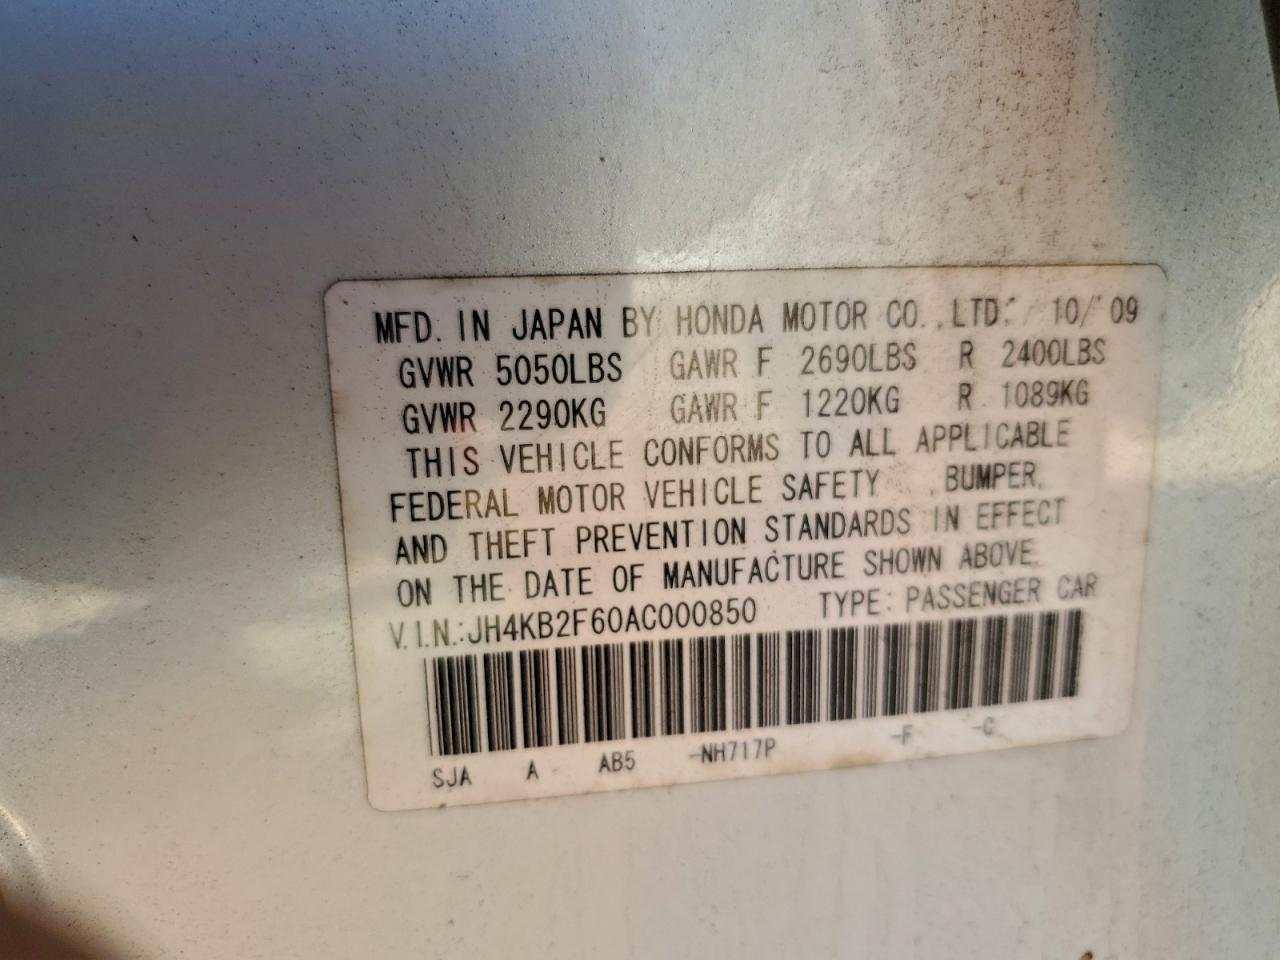 MFD. IN JAPAN BY HONDA MOTOR CO.,LTD. 10/09
GVWR 5050LBS GAWR F 2690LBS R 2400LBS
GVWR 2290KG GAWR F 1220KG R 1089KG
THIS VEHICLE CONFORMS TO ALL APPLICABLE
FEDERAL MOTOR VEHICLE SAFETY , BUMPER,
AND THEFT PREVENTION STANDARDS IN EFFECT
ON THE DATE OF MANUFACTURE SHOWN ABOVE.
V.I.N.:JH4KB2F60AC000850 TYPE: PASSENGER CAR
SJA A AB5 -NH717P -F -C